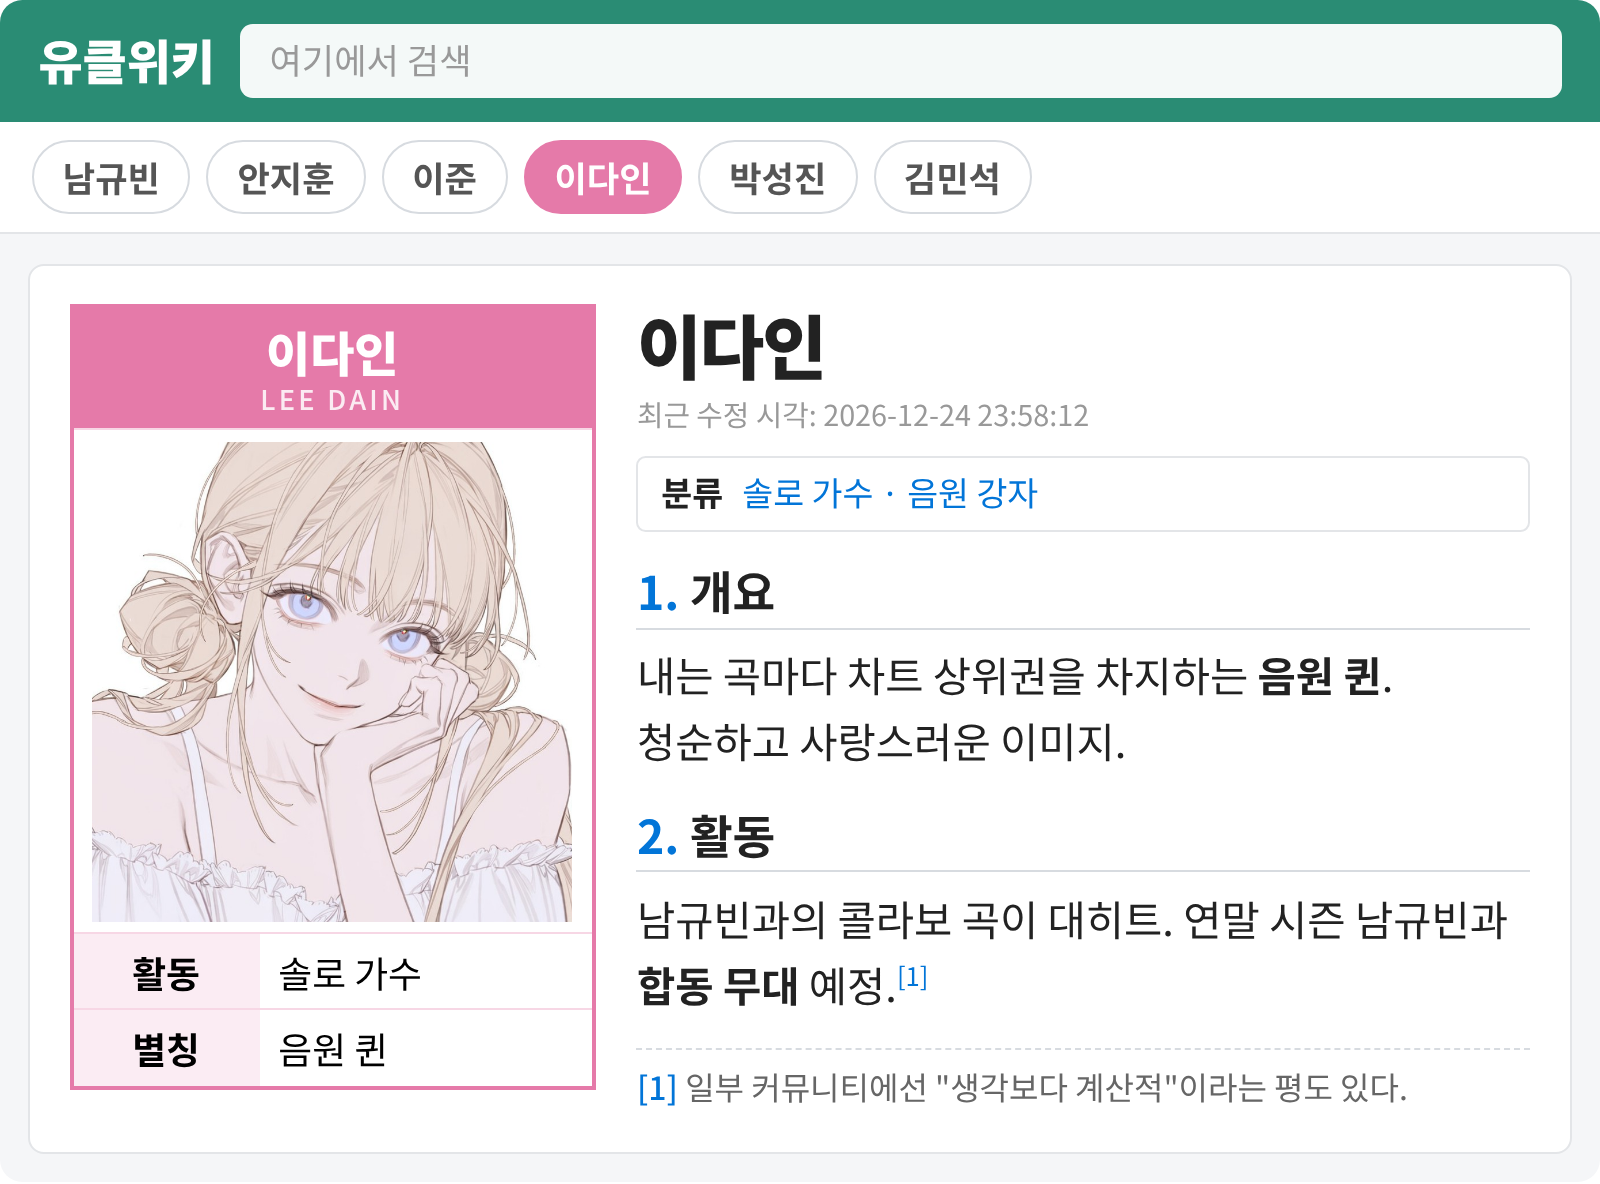 유클위키
여기에서 검색
남규빈
안지훈
이준
이다인
박성진
김민석
이다인
LEE DAIN
활동 솔로 가수
별칭 음원 퀸
이다인
최근 수정 시각: 2026-12-24 23:58:12
분류 솔로 가수 · 음원 강자
1. 개요
내는 곡마다 차트 상위권을 차지하는 음원 퀸.
청순하고 사랑스러운 이미지.
2. 활동
남규빈과의 콜라보 곡이 대히트. 연말 시즌 남규빈과
합동 무대 예정.[1]
[1] 일부 커뮤니티에선 "생각보다 계산적"이라는 평도 있다.